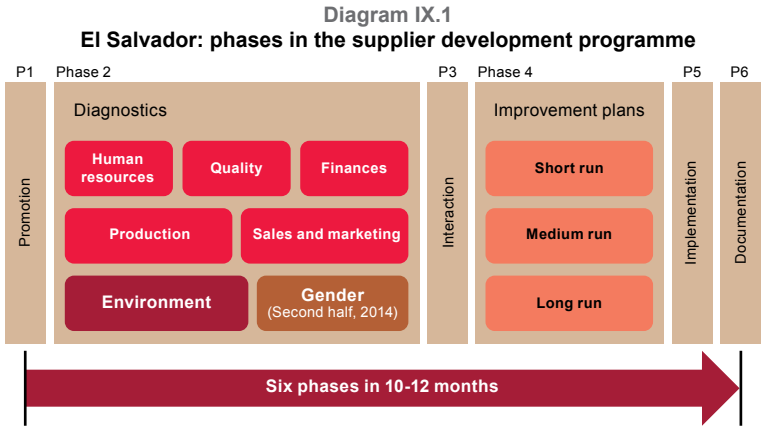 Diagram IX.1
El Salvador: phases in the supplier development programme
P1
Phase 2
P3
Phase 4
P5
P6
Promotion
Diagnostics
Human
resources
Quality
Finances
Production
Sales and marketing
Environment
Gender
(Second half, 2014)
Interaction
Improvement plans
Short run
Medium run
Long run
Implementation
Documentation
Six phases in 10-12 months